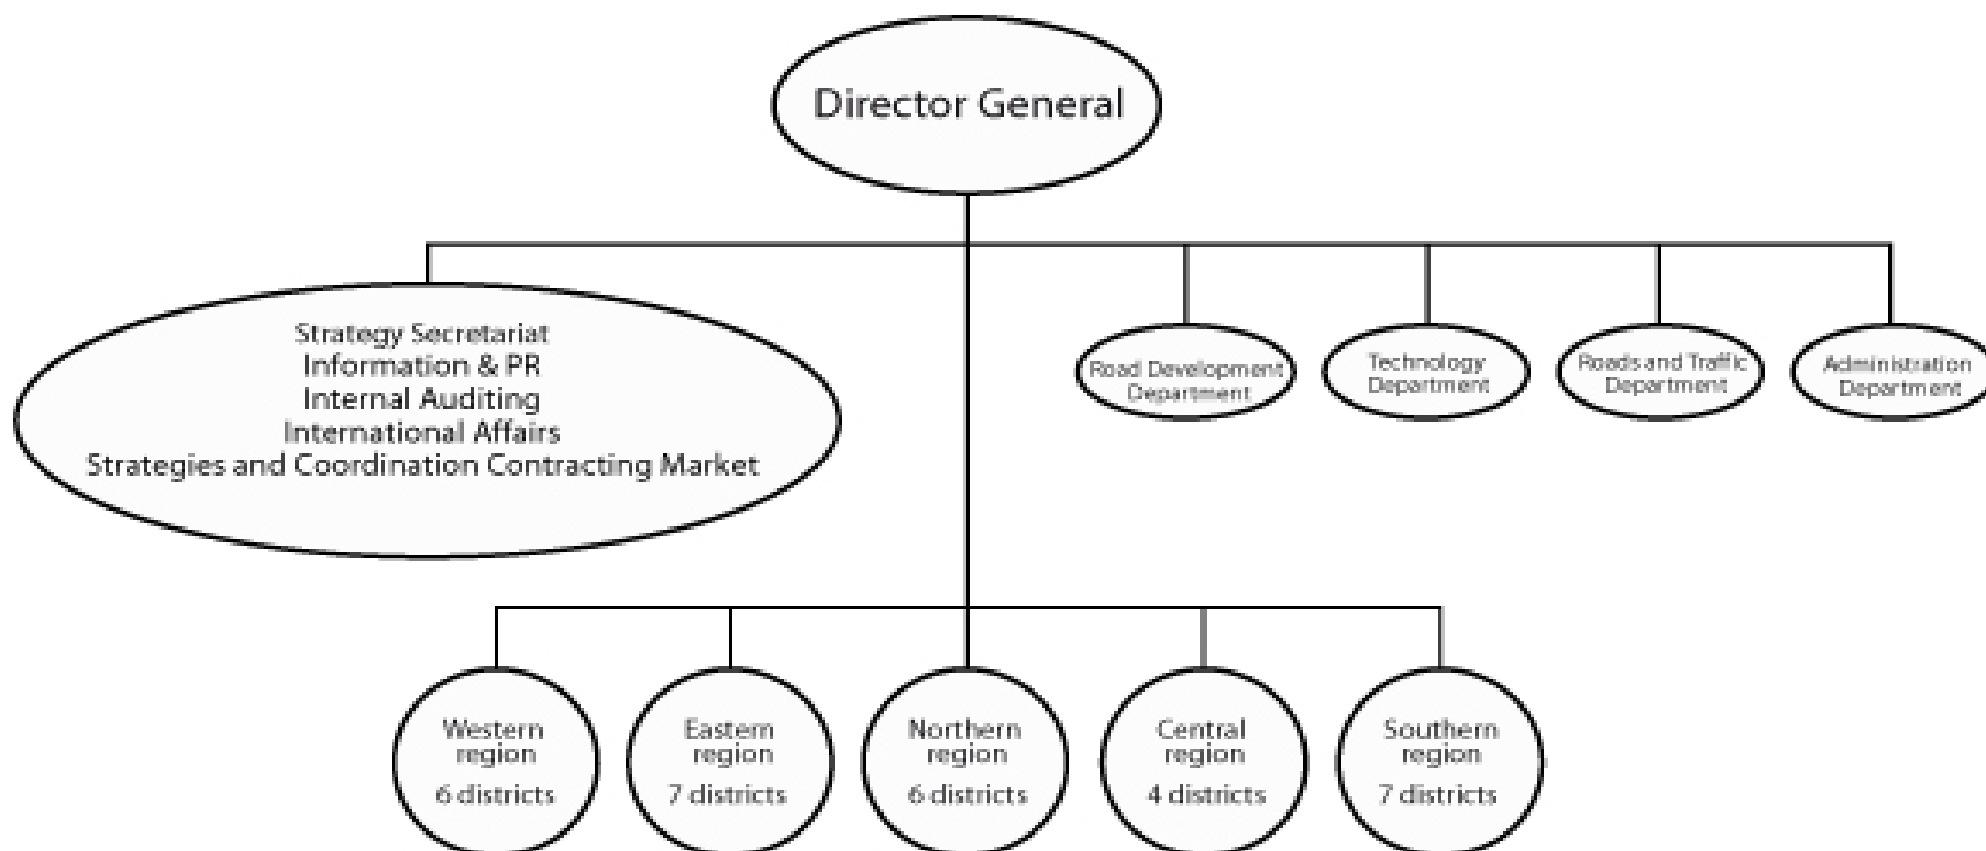 Director General
Strategy Secretariat
Information & PR
Internal Auditing
International Affairs
Strategies and Coordination Contracting Market
Road Development
Department
Technology
Department
Roads and Traffic
Department
Administration
Department
Western
region
6 districts
Eastern
region
7 districts
Northern
region
6 districts
Central
region
4 districts
Southern
region
7 districts